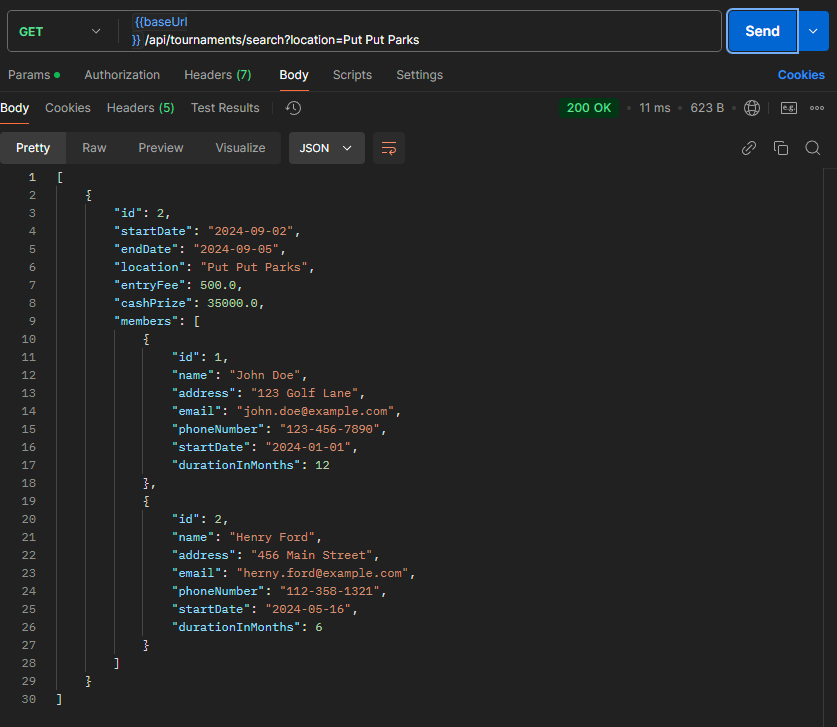 GET
{{baseUrl
}} /api/tournaments/search?location=Put Put Parks
Send
Params Authorization Headers (7) Body Scripts Settings Cookies
Body Cookies Headers (5) Test Results 200 OK 11 ms 623 B e.g.
Pretty Raw Preview Visualize JSON
1 [
2 {
3 "id": 2,
4 "startDate": "2024-09-02",
5 "endDate": "2024-09-05",
6 "location": "Put Put Parks",
7 "entryFee": 500.0,
8 "cashPrize": 35000.0,
9 "members": [
10 {
11 "id": 1,
12 "name": "John Doe",
13 "address": "123 Golf Lane",
14 "email": "john.doe@example.com",
15 "phoneNumber": "123-456-7890",
16 "startDate": "2024-01-01",
17 "durationInMonths": 12
18 },
19 {
20 "id": 2,
21 "name": "Henry Ford",
22 "address": "456 Main Street",
23 "email": "herny.ford@example.com",
24 "phoneNumber": "112-358-1321",
25 "startDate": "2024-05-16",
26 "durationInMonths": 6
27 }
28 ]
29 }
30 ]